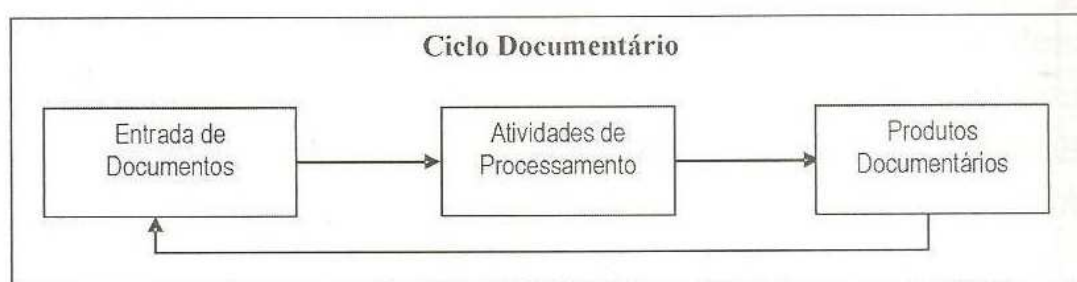 Ciclo Documentário
Entrada de
Documentos
Atividades de
Processamento
Produtos
Documentários